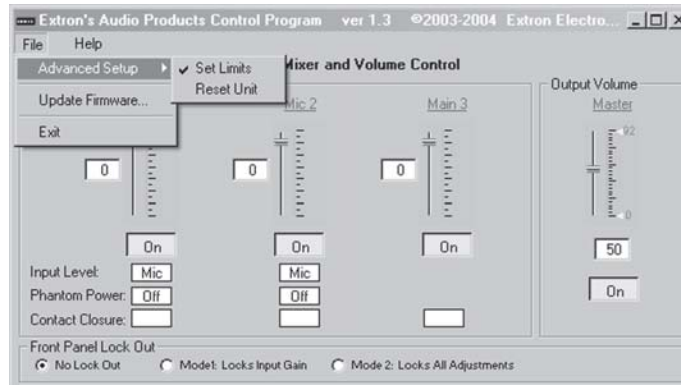 Extron's Audio Products Control Program ver 1.3 ©2003-2004 Extron Electro...
File Help
Advanced Setup
Set Limits
Reset Unit
Update Firmware...
Exit
Mixer and Volume Control
Mic 2
Main 3
Output Volume
Master
92
0
0 0 0
50
On On On
On
Input Level: Mic Mic
Phantom Power: Off Off
Contact Closure:
Front Panel Lock Out
No Lock Out Mode1: Locks Input Gain Mode 2: Locks All Adjustments